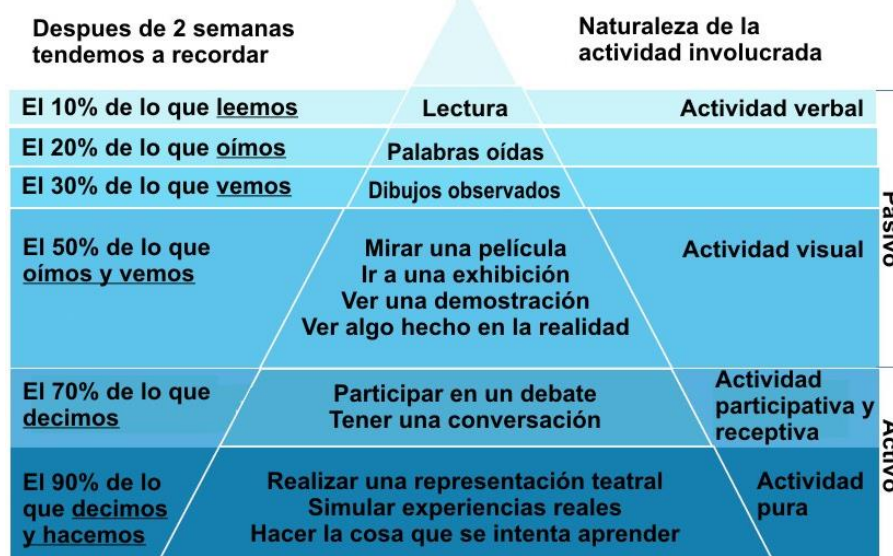 Despues de 2 semanas
tendemos a recordar
Naturaleza de la
actividad involucrada
El 10% de lo que leemos
Lectura
Actividad verbal
El 20% de lo que oímos
Palabras oídas
El 30% de lo que vemos
Dibujos observados
El 50% de lo que
oímos y vemos
Mirar una película
Ir a una exhibición
Ver una demostración
Ver algo hecho en la realidad
Actividad visual
Pasivo
El 70% de lo que
decimos
Participar en un debate
Tener una conversación
Actividad
participativa y
receptiva
El 90% de lo
que decimos
y hacemos
Realizar una representación teatral
Simular experiencias reales
Hacer la cosa que se intenta aprender
Actividad
pura
Activo